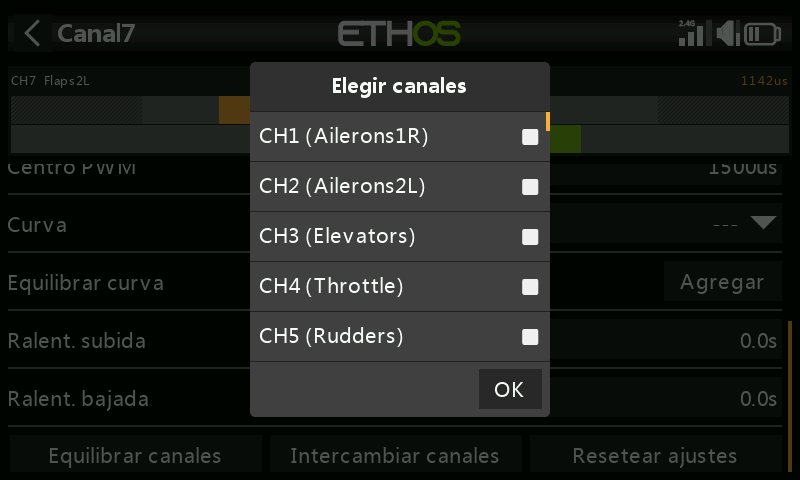 Canal7
ETHOS
2.4G
CH7 Flaps2L
1142us
Elegir canales
CH1 (Ailerons1R)
CH2 (Ailerons2L)
CH3 (Elevators)
CH4 (Throttle)
CH5 (Rudders)
OK
Centro PWM
1500us
Curva
---
Equilibrar curva
Agregar
Ralent. subida
0.0s
Ralent. bajada
0.0s
Equilibrar canales
Intercambiar canales
Resetear ajustes